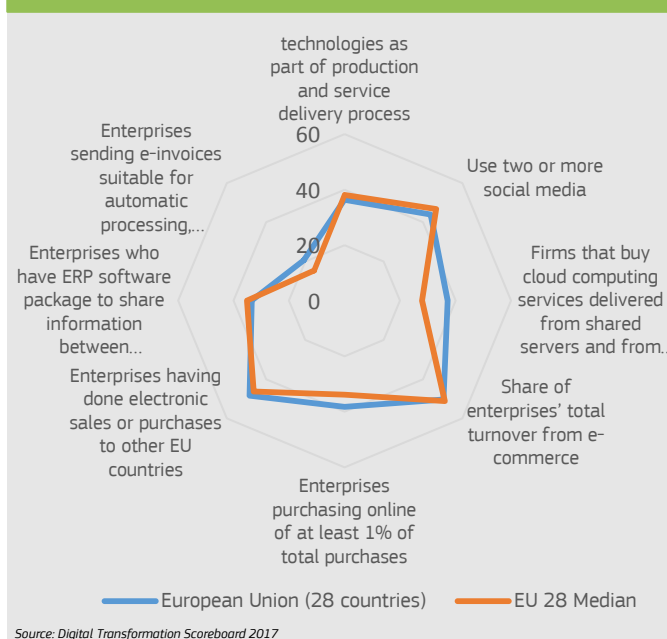 technologies as
part of production
and service
delivery process
60
40
20
0
Use two or more
social media
Firms that buy
cloud computing
services delivered
from shared
servers and from…
Share of
enterprises’ total
turnover from e-
commerce
Enterprises
purchasing online
of at least 1% of
total purchases
Enterprises having
done electronic
sales or purchases
to other EU
countries
Enterprises who
have ERP software
package to share
information
between…
Enterprises
sending e-invoices
suitable for
automatic
processing,…
European Union (28 countries)
EU 28 Median
Source: Digital Transformation Scoreboard 2017